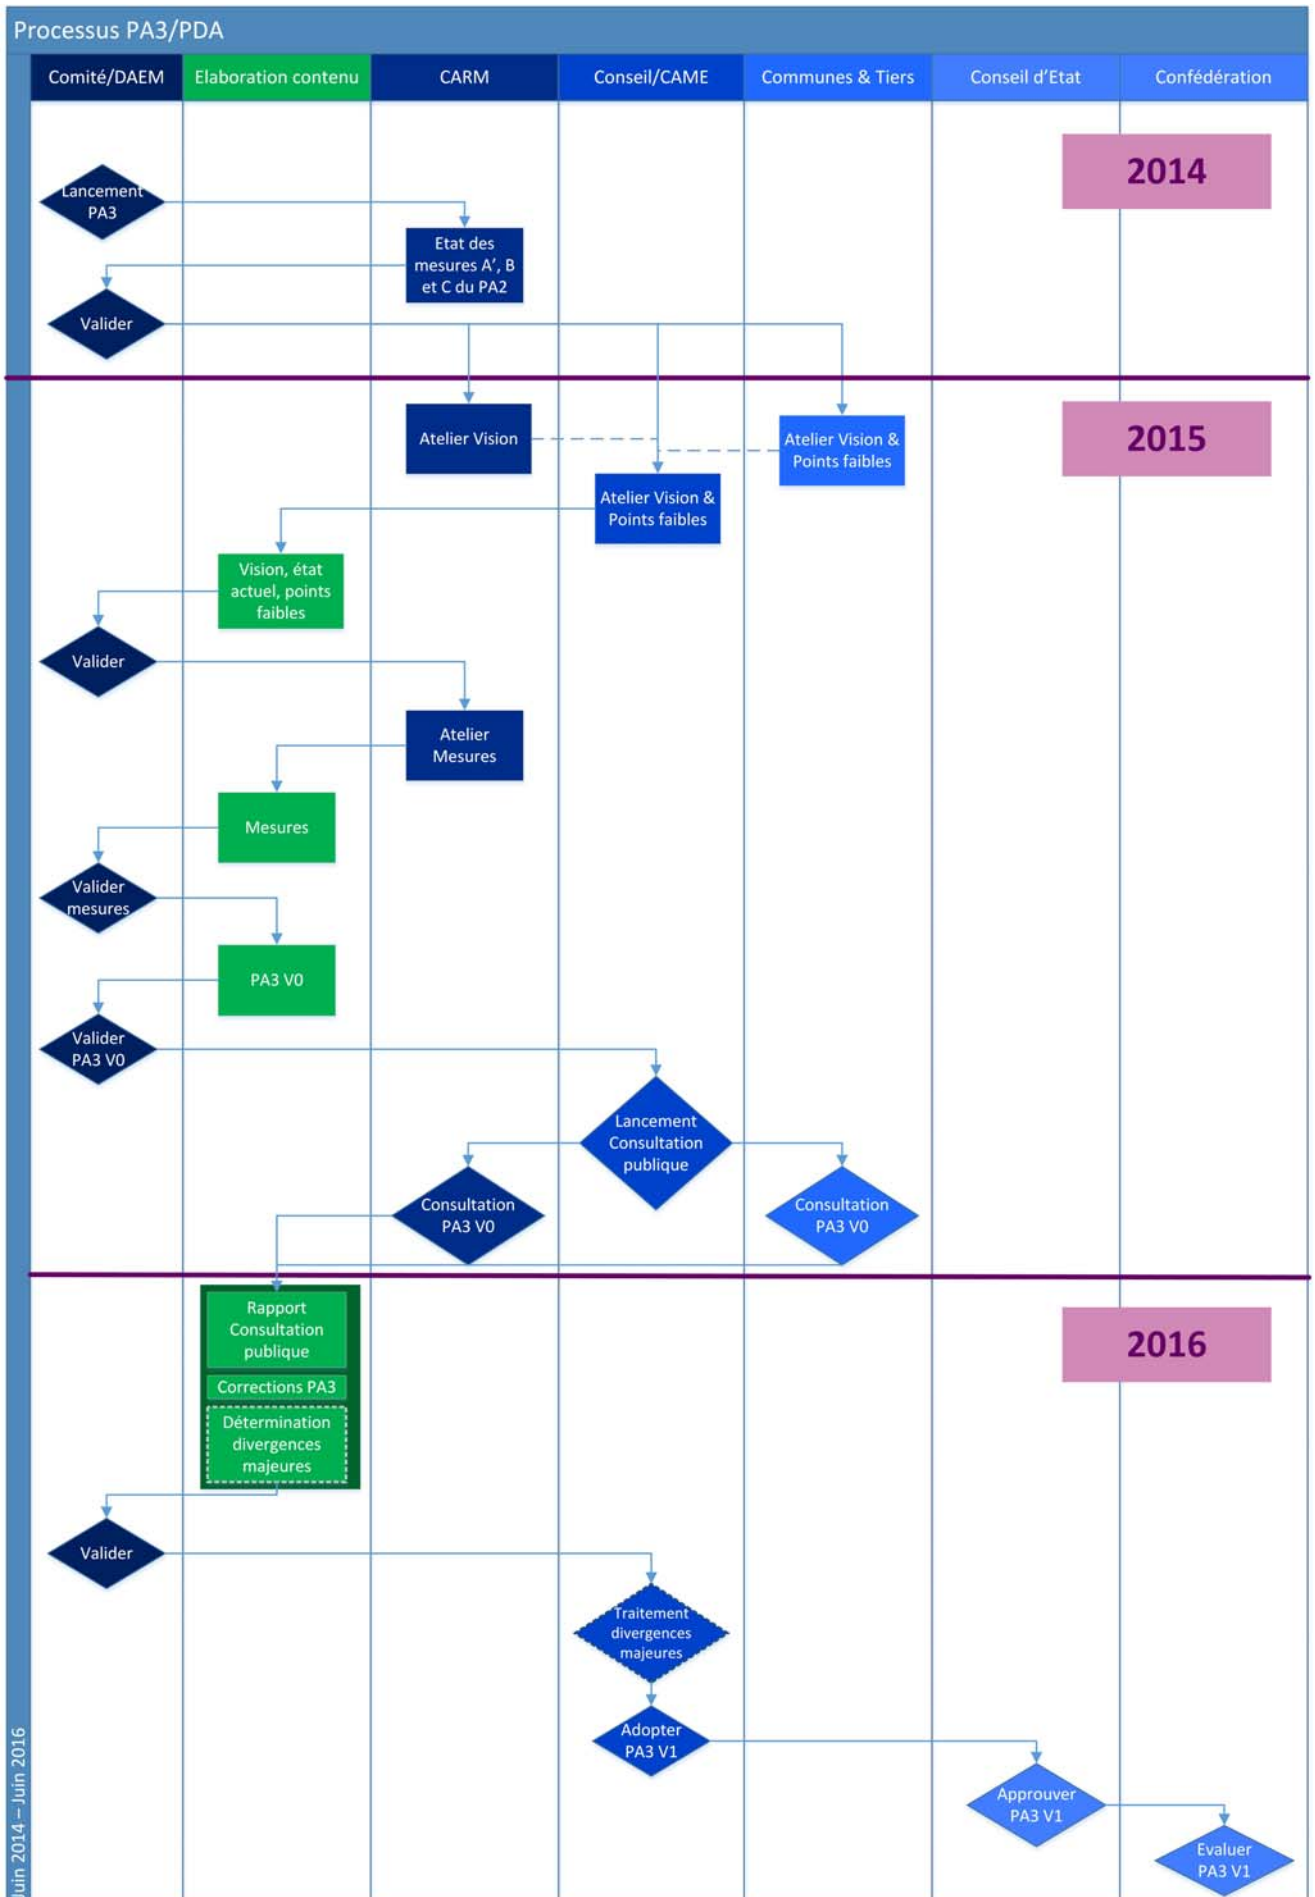 Processus PA3/PDA
Comité/DAEM
Elaboration contenu
CARM
Conseil/CAME
Communes & Tiers
Conseil d'Etat
Confédération
2014
Lancement
PA3
Etat des
mesures A', B
et C du PA2
Valider
2015
Atelier Vision
Atelier Vision &
Points faibles
Atelier Vision &
Points faibles
Vision, état
actuel, points
faibles
Valider
Atelier
Mesures
Mesures
Valider
mesures
PA3 V0
Valider
PA3 V0
Lancement
Consultation
publique
Consultation
PA3 V0
Consultation
PA3 V0
2016
Rapport
Consultation
publique
Corrections PA3
Détermination
divergences
majeures
Valider
Traitement
divergences
majeures
Adopter
PA3 V1
Approuver
PA3 V1
Evaluer
PA3 V1
Juin 2014 – Juin 2016